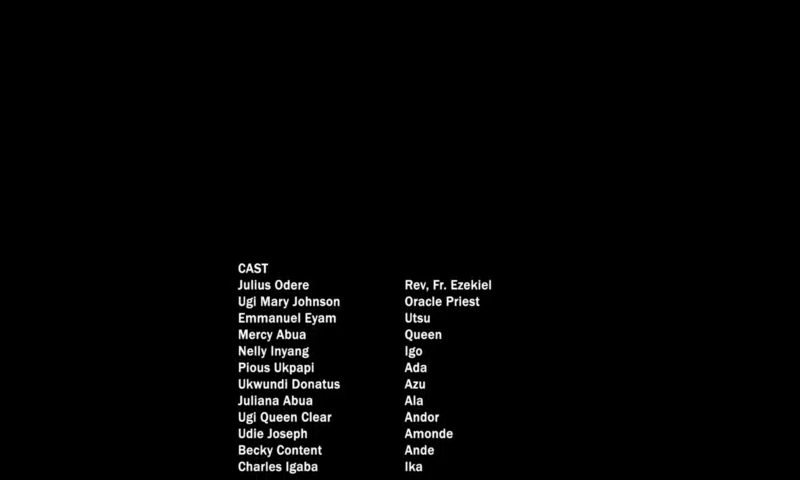 CAST
Julius Odere Rev, Fr. Ezekiel
Ugi Mary Johnson Oracle Priest
Emmanuel Eyam Utsu
Mercy Abua Queen
Nelly Inyang Igo
Pious Ukpapi Ada
Ukwundi Donatus Azu
Juliana Abua Ala
Ugi Queen Clear Andor
Udie Joseph Amonde
Becky Content Ande
Charles Igaba Ika